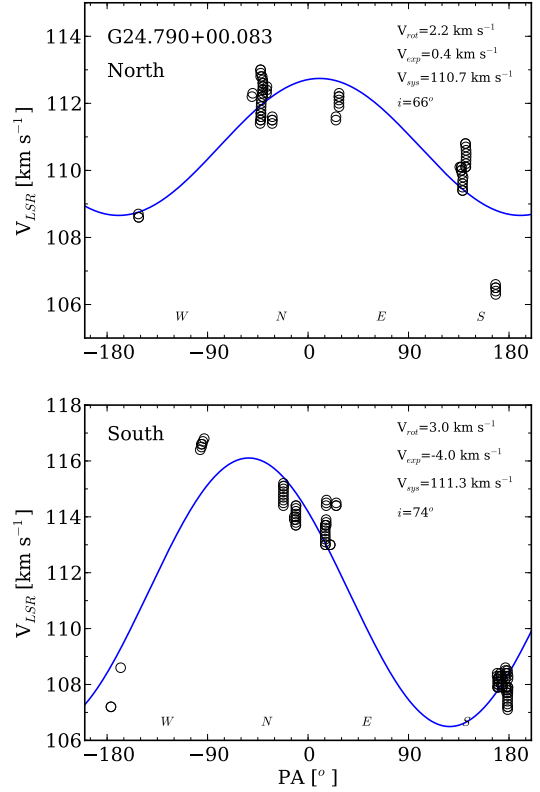 G24.790+00.083
North
V_rot=2.2 km s⁻¹
V_exp=0.4 km s⁻¹
V_sys=110.7 km s⁻¹
i=66°
114
112
110
108
106
V_LSR [km s⁻¹]
W N E S
−180 −90 0 90 180
South
V_rot=3.0 km s⁻¹
V_exp=-4.0 km s⁻¹
V_sys=111.3 km s⁻¹
i=74°
118
116
114
112
110
108
106
V_LSR [km s⁻¹]
W N E S
−180 −90 0 90 180
PA [°]